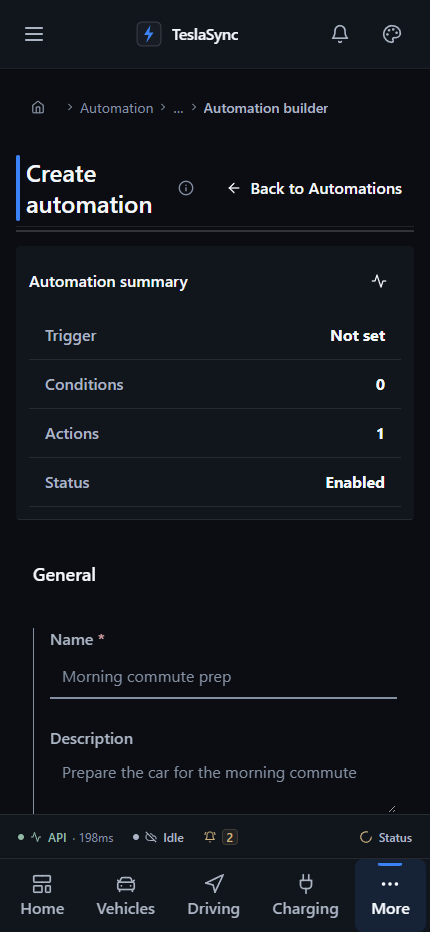 TeslaSync
Automation
...
Automation builder
Create
automation
Back to Automations
Automation summary
Trigger
Not set
Conditions
0
Actions
1
Status
Enabled
General
Name *
Morning commute prep
Description
Prepare the car for the morning commute
API · 198ms
Idle
2
Status
Home
Vehicles
Driving
Charging
More